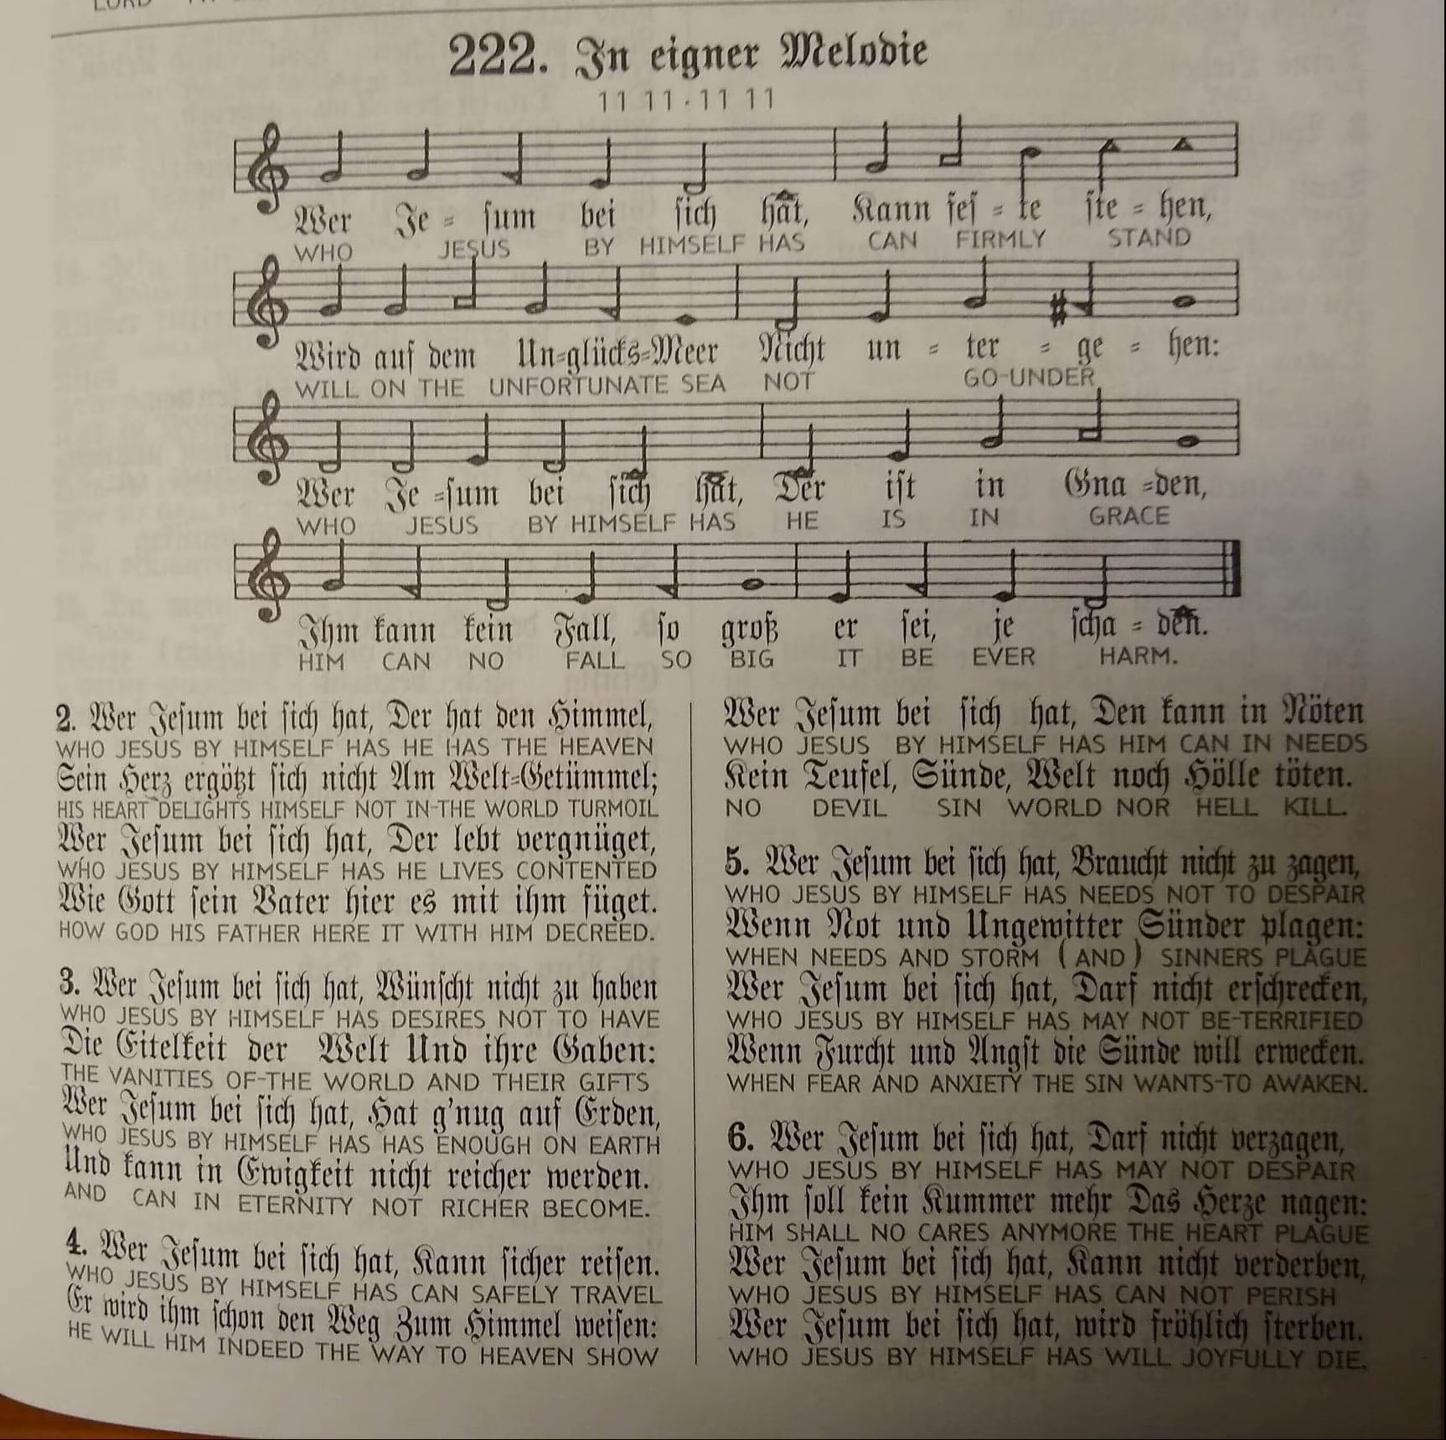 LORD
222. In eigner Melodie
11 11 · 11 11
Wer Je = sum bei sich hat, Kann fes = te ste = hen,
WHO JESUS BY HIMSELF HAS CAN FIRMLY STAND
Wird auf dem Un=glücks=Meer Nicht un = ter = ge = hen:
WILL ON THE UNFORTUNATE SEA NOT GO-UNDER
Wer Je =sum bei sich hat, Der ist in Gna =den,
WHO JESUS BY HIMSELF HAS HE IS IN GRACE
Ihm kann kein Fall, so groß er sei, je scha = den.
HIM CAN NO FALL SO BIG IT BE EVER HARM.
2. Wer Jesum bei sich hat, Der hat den Himmel,
WHO JESUS BY HIMSELF HAS HE HAS THE HEAVEN
Sein Herz ergötzt sich nicht Am Welt=Getümmel;
HIS HEART DELIGHTS HIMSELF NOT IN-THE WORLD TURMOIL
Wer Jesum bei sich hat, Der lebt vergnüget,
WHO JESUS BY HIMSELF HAS HE LIVES CONTENTED
Wie Gott sein Vater hier es mit ihm füget.
HOW GOD HIS FATHER HERE IT WITH HIM DECREED.
3. Wer Jesum bei sich hat, Wünscht nicht zu haben
WHO JESUS BY HIMSELF HAS DESIRES NOT TO HAVE
Die Eitelkeit der Welt Und ihre Gaben:
THE VANITIES OF-THE WORLD AND THEIR GIFTS
Wer Jesum bei sich hat, Hat g'nug auf Erden,
WHO JESUS BY HIMSELF HAS HAS ENOUGH ON EARTH
Und kann in Ewigkeit nicht reicher werden.
AND CAN IN ETERNITY NOT RICHER BECOME.
4. Wer Jesum bei sich hat, Kann sicher reisen.
WHO JESUS BY HIMSELF HAS CAN SAFELY TRAVEL
Er wird ihm schon den Weg Zum Himmel weisen:
HE WILL HIM INDEED THE WAY TO HEAVEN SHOW
Wer Jesum bei sich hat, Den kann in Nöten
WHO JESUS BY HIMSELF HAS HIM CAN IN NEEDS
Kein Teufel, Sünde, Welt noch Hölle töten.
NO DEVIL SIN WORLD NOR HELL KILL.
5. Wer Jesum bei sich hat, Braucht nicht zu zagen,
WHO JESUS BY HIMSELF HAS NEEDS NOT TO DESPAIR
Wenn Not und Ungewitter Sünder plagen:
WHEN NEEDS AND STORM (AND) SINNERS PLAGUE
Wer Jesum bei sich hat, Darf nicht erschrecken,
WHO JESUS BY HIMSELF HAS MAY NOT BE-TERRIFIED
Wenn Furcht und Angst die Sünde will erwecken.
WHEN FEAR AND ANXIETY THE SIN WANTS-TO AWAKEN.
6. Wer Jesum bei sich hat, Darf nicht verzagen,
WHO JESUS BY HIMSELF HAS MAY NOT DESPAIR
Ihm soll kein Kummer mehr Das Herze nagen:
HIM SHALL NO CARES ANYMORE THE HEART PLAGUE
Wer Jesum bei sich hat, Kann nicht verderben,
WHO JESUS BY HIMSELF HAS CAN NOT PERISH
Wer Jesum bei sich hat, wird fröhlich sterben.
WHO JESUS BY HIMSELF HAS WILL JOYFULLY DIE.